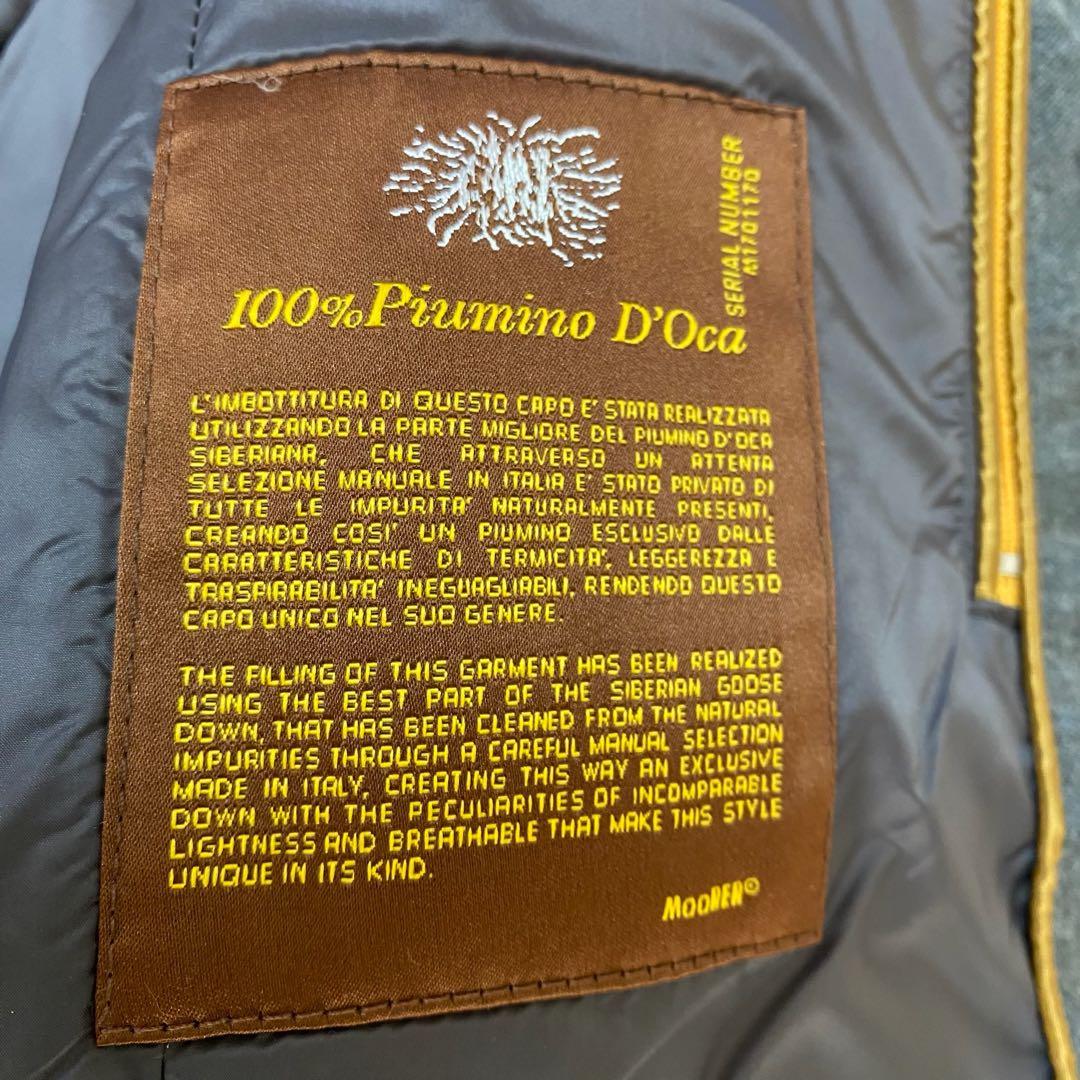 SERIAL NUMBER
M1701170
100% Piumino D'Oca
L'IMBOTTITURA DI QUESTO CAPO E' STATA REALIZZATA
UTILIZZANDO LA PARTE MIGLIORE DEL PIUMINO D'OCA
SIBERIANA, CHE ATTRAVERSO UN ATTENTA
SELEZIONE MANUALE IN ITALIA E' STATO PRIVATO DI
TUTTE LE IMPURITA' NATURALMENTE PRESENTI,
CREANDO COSI' UN PIUMINO ESCLUSIVO DALLE
CARATTERISTICHE DI TERMICITA', LEGGEREZZA E
TRASPIRABILITA' INEGUAGLIABILI, RENDENDO QUESTO
CAPO UNICO NEL SUO GENERE.
THE FILLING OF THIS GARMENT HAS BEEN REALIZED
USING THE BEST PART OF THE SIBERIAN GOOSE
DOWN, THAT HAS BEEN CLEANED FROM THE NATURAL
IMPURITIES THROUGH A CAREFUL MANUAL SELECTION
MADE IN ITALY, CREATING THIS WAY AN EXCLUSIVE
DOWN WITH THE PECULIARITIES OF INCOMPARABLE
LIGHTNESS AND BREATHABLE THAT MAKE THIS STYLE
UNIQUE IN ITS KIND.
MOORER©